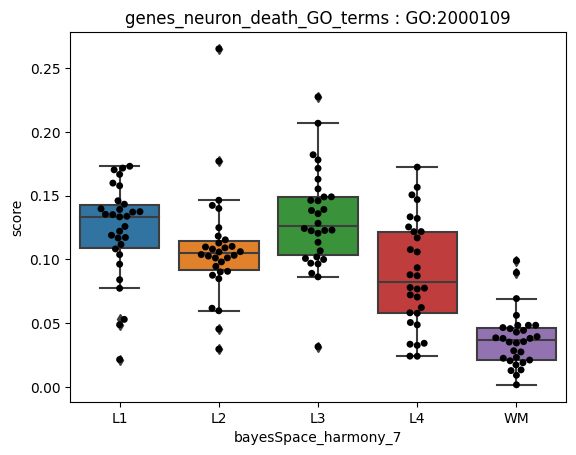 genes_neuron_death_GO_terms : GO:2000109
score
0.25
0.20
0.15
0.10
0.05
0.00
L1 L2 L3 L4 WM
bayesSpace_harmony_7